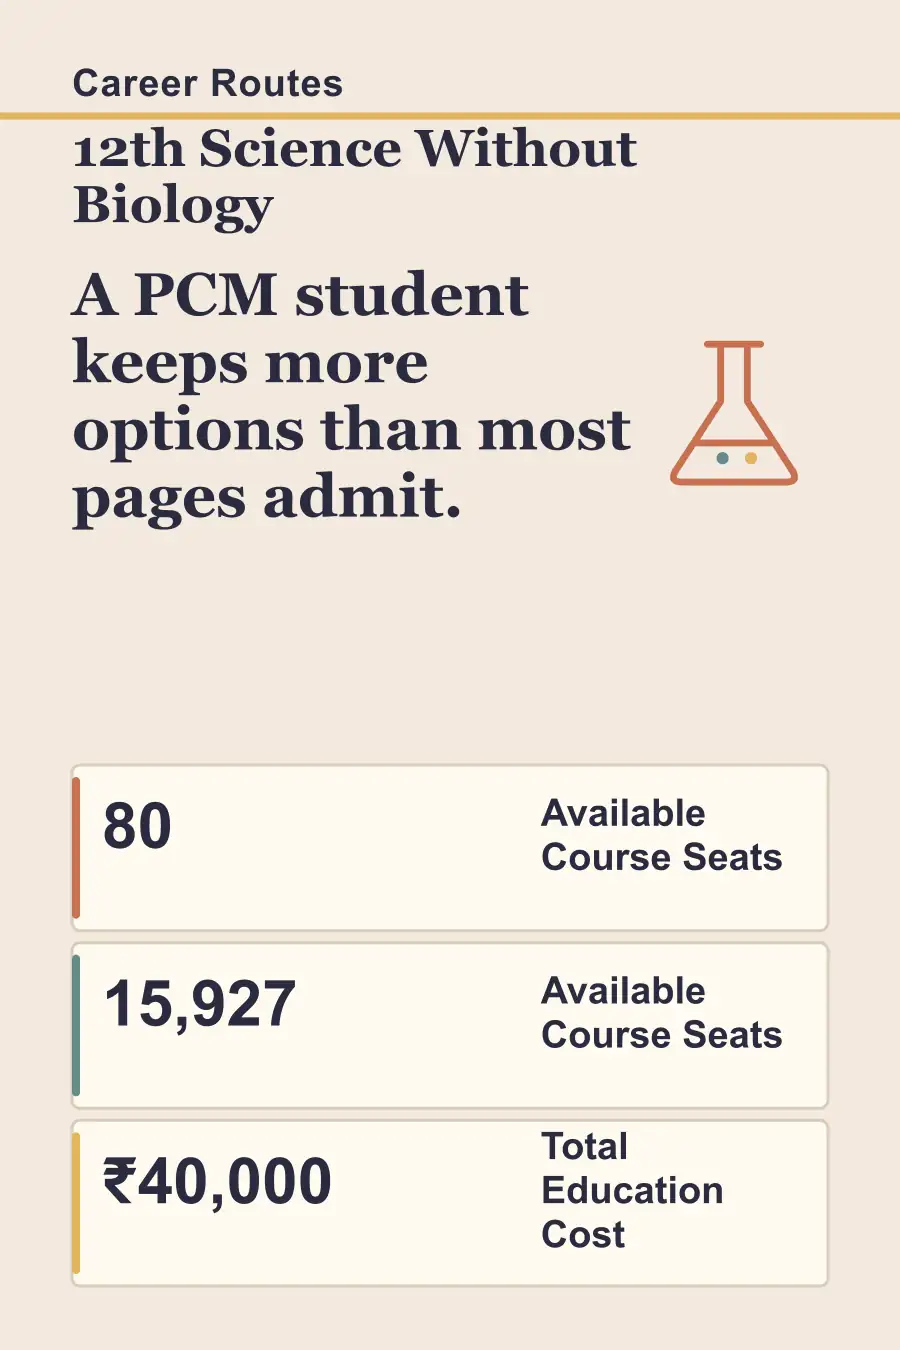 Career Routes
12th Science Without
Biology
A PCM student
keeps more
options than most
pages admit.
80
Available
Course Seats
15,927
Available
Course Seats
₹40,000
Total
Education
Cost